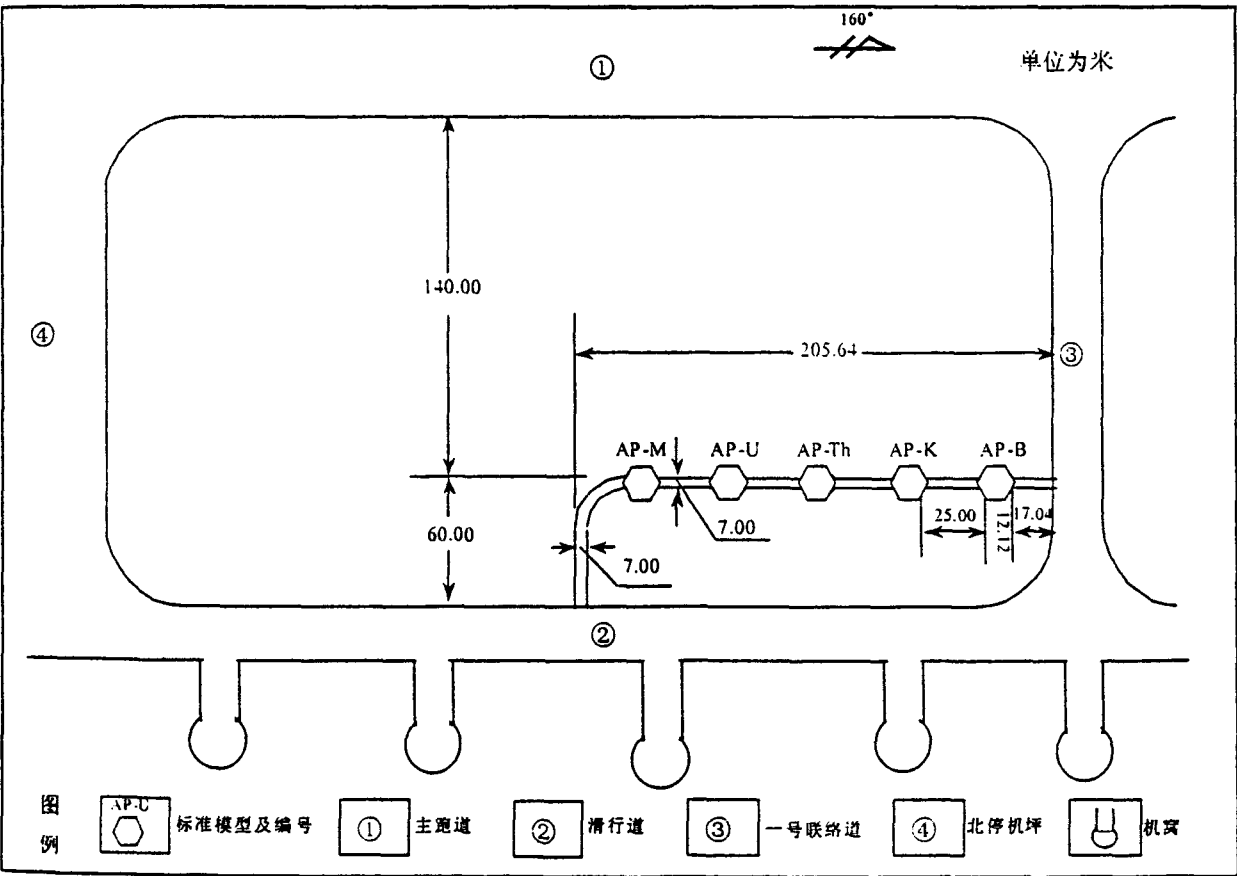 160°
单位为米
①
140.00
④
205.64
③
AP-M
AP-U
AP-Th
AP-K
AP-B
60.00
7.00
25.00
12.12
17.04
7.00
②
图例
AP-U
标准模型及编号
①
主跑道
②
滑行道
③
一号联络道
④
北停机坪
机窝